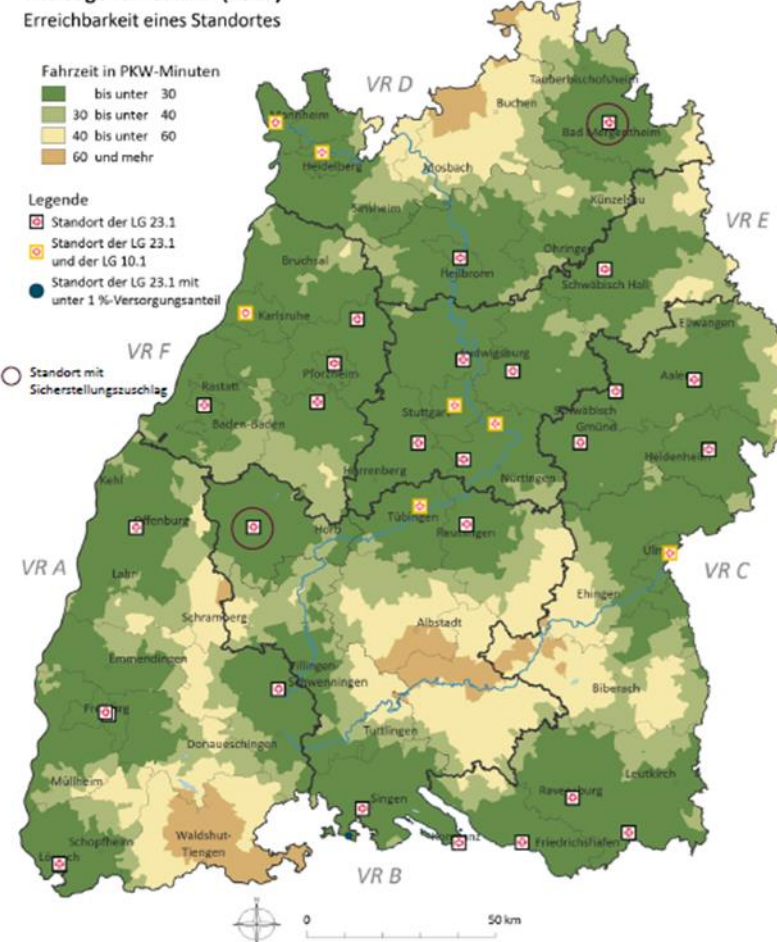 Erreichbarkeit eines Standortes
Fahrzeit in PKW-Minuten
bis unter 30
30 bis unter 40
40 bis unter 60
60 und mehr
Legende
Standort der LG 23.1
Standort der LG 23.1
und der LG 10.1
Standort der LG 23.1 mit
unter 1 %-Versorgungsanteil
Standort mit
Sicherstellungszuschlag
VR D
Tauberbischofsheim
Buchen
Mannheim
Bad Mergentheim
Heidelberg
Mosbach
Künzelsau
Sinsheim
VR E
Bruchsal
Öhringen
Heilbronn
Schwäbisch Hall
Karlsruhe
Ellwangen
VR F
Ludwigsburg
Pforzheim
Aalen
Rastatt
Stuttgar
Schwäbisch
Gmünd
Baden-Baden
Heidenheim
Herrenberg
Nürtingen
Kehl
Tübingen
Offenburg
Horb
Reutlingen
Ulm
VR A
VR C
Lahr
Ehingen
Schramberg
Albstadt
Emmendingen
Villingen
Schwenningen
Biberach
Freiburg
Tuttlingen
Donaueschingen
Leutkirch
Müllheim
Ravensburg
Singen
Waldshut-
Tiengen
Schopfheim
Konstanz
Friedrichshafen
Lörrach
VR B
0
50 km